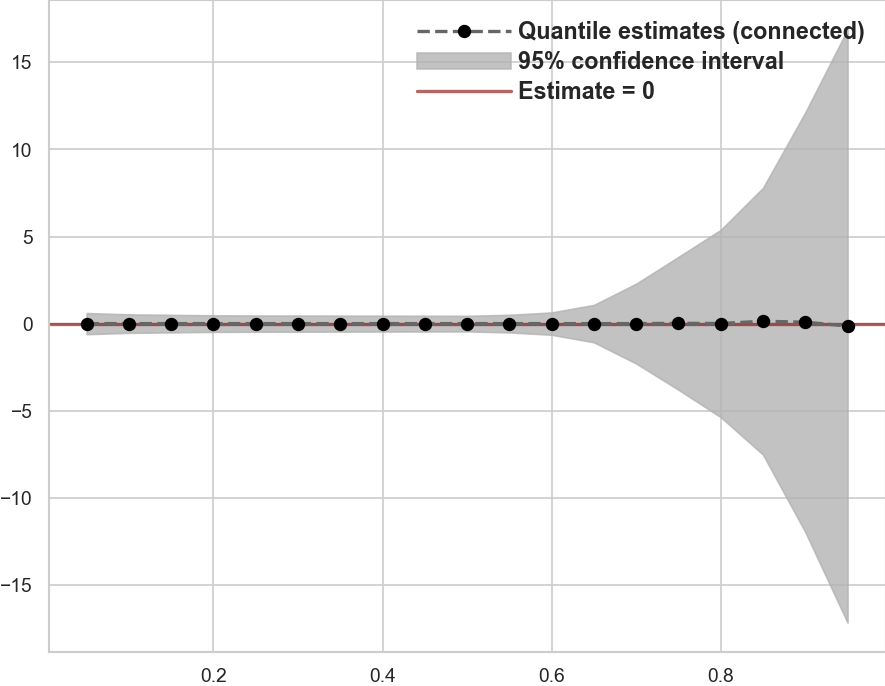 Quantile estimates (connected)
95% confidence interval
Estimate = 0
15
10
5
0
−5
−10
−15
0.2 0.4 0.6 0.8